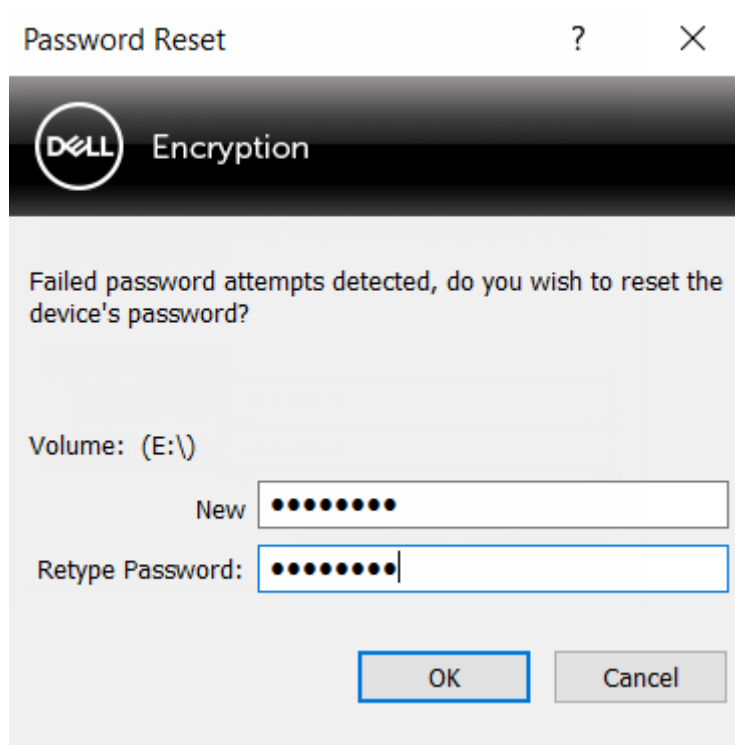 Password Reset ? ×
DELL Encryption
Failed password attempts detected, do you wish to reset the
device's password?
Volume: (E:\)
New ●●●●●●●●
Retype Password: ●●●●●●●●
OK Cancel